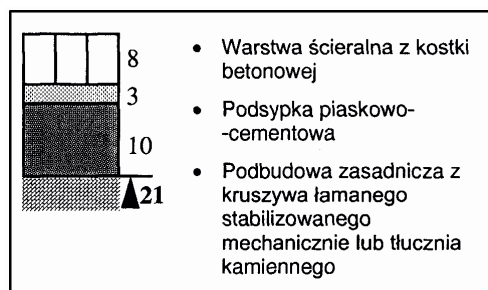 8
3
10
21
• Warstwa ścieralna z kostki
betonowej
• Podsypka piaskowo-
-cementowa
• Podbudowa zasadnicza z
kruszywa łamanego
stabilizowanego
mechanicznie lub tłucznia
kamiennego